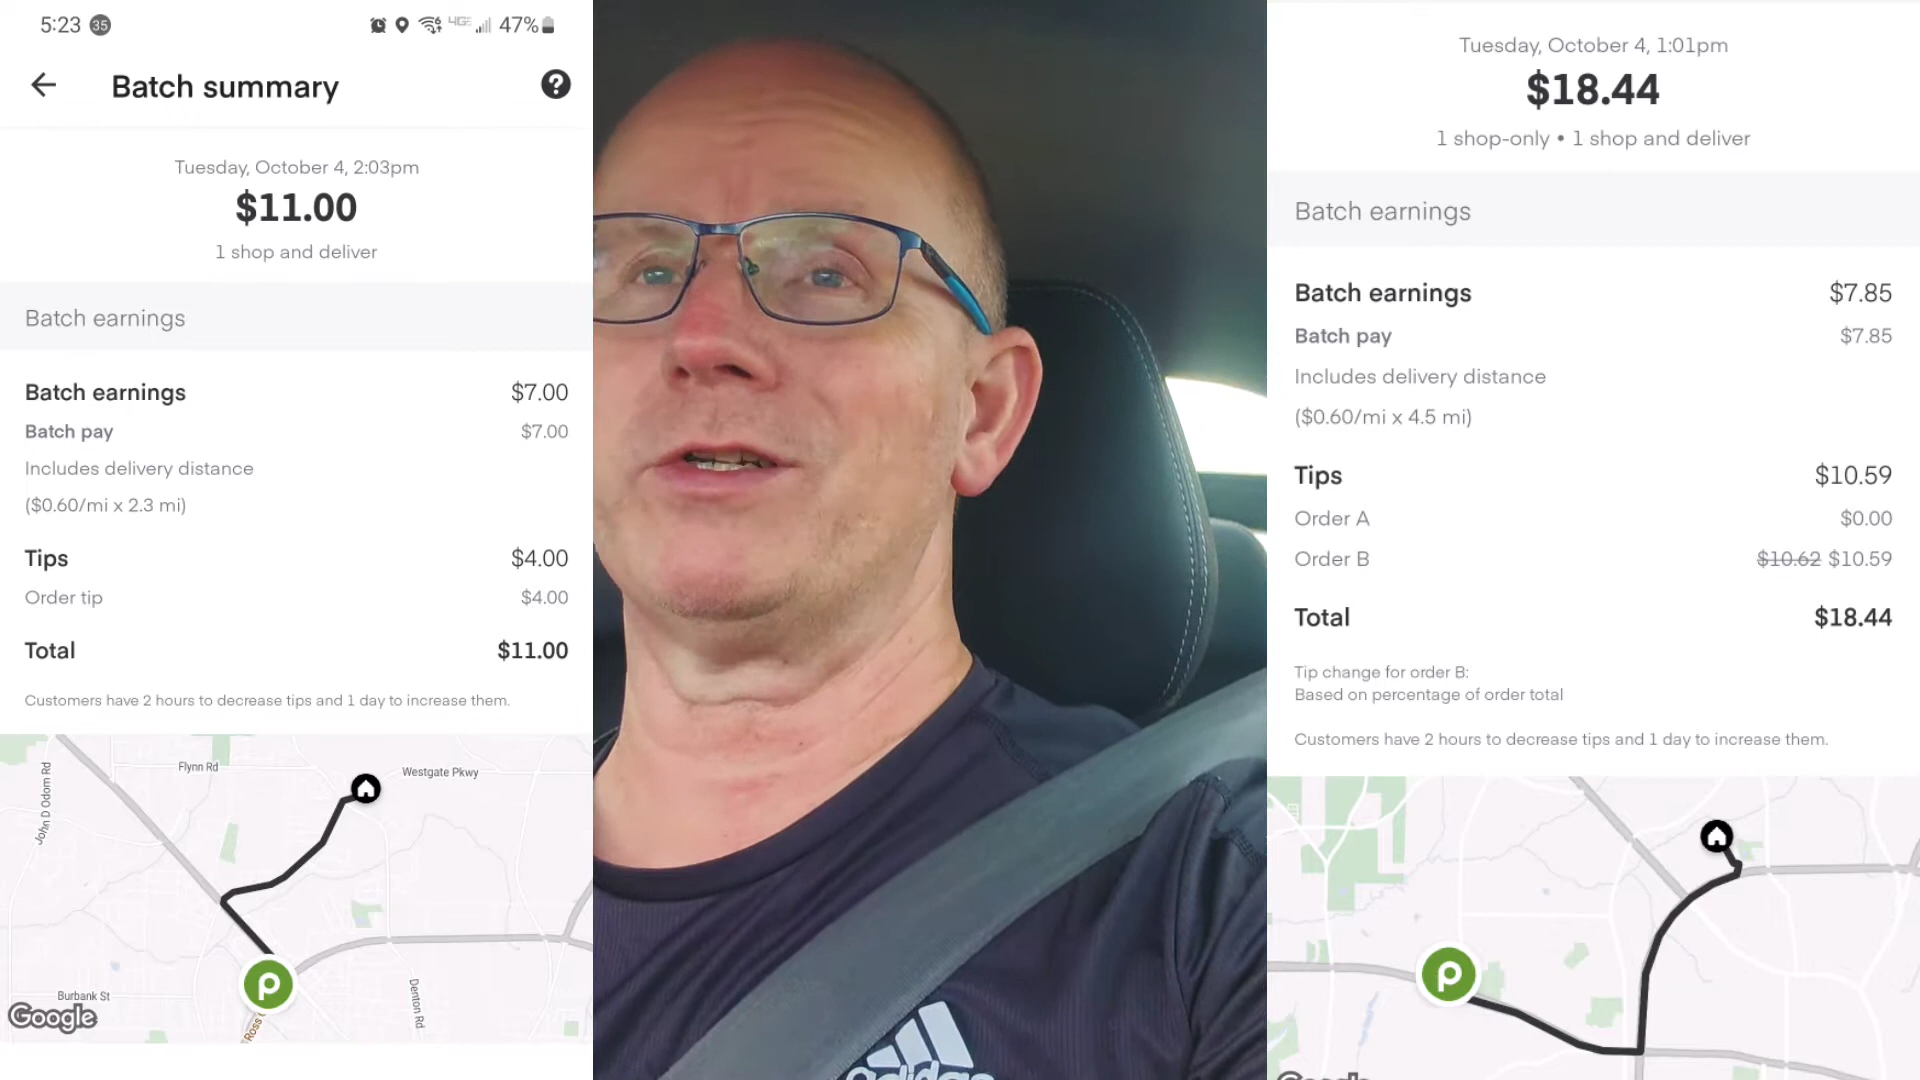 5:23 35 4GE 47%
Batch summary ?
Tuesday, October 4, 2:03pm
$11.00
1 shop and deliver
Batch earnings
Batch earnings $7.00
Batch pay $7.00
Includes delivery distance
($0.60/mi x 2.3 mi)
Tips $4.00
Order tip $4.00
Total $11.00
Customers have 2 hours to decrease tips and 1 day to increase them.
John D Odom Rd
Flynn Rd
Westgate Pkwy
Burbank St
Denton Rd
Ross
p
Google
adidas
Tuesday, October 4, 1:01pm
$18.44
1 shop-only • 1 shop and deliver
Batch earnings
Batch earnings $7.85
Batch pay $7.85
Includes delivery distance
($0.60/mi x 4.5 mi)
Tips $10.59
Order A $0.00
Order B $10.62 $10.59
Total $18.44
Tip change for order B:
Based on percentage of order total
Customers have 2 hours to decrease tips and 1 day to increase them.
p
Google